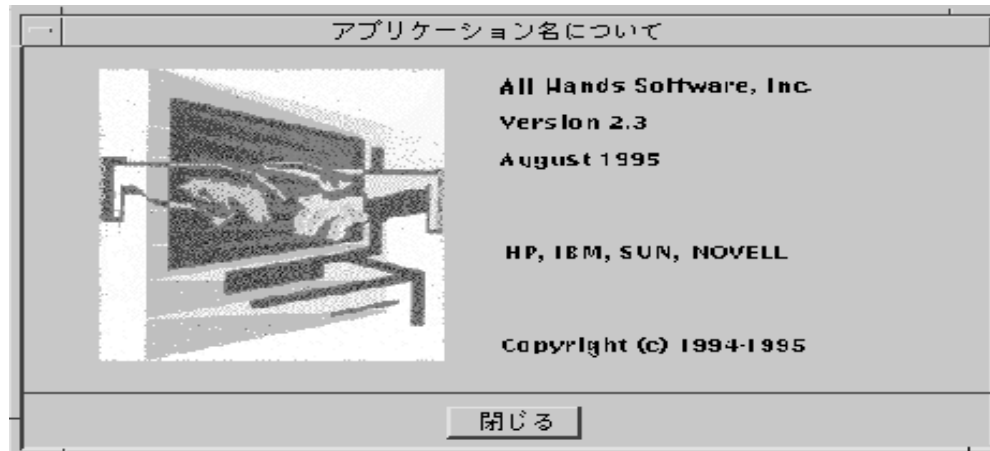 アプリケーション名について
All Hands Software, Inc.
Version 2.3
August 1995
HP, IBM, SUN, NOVELL
Copyright (c) 1994-1995
閉じる